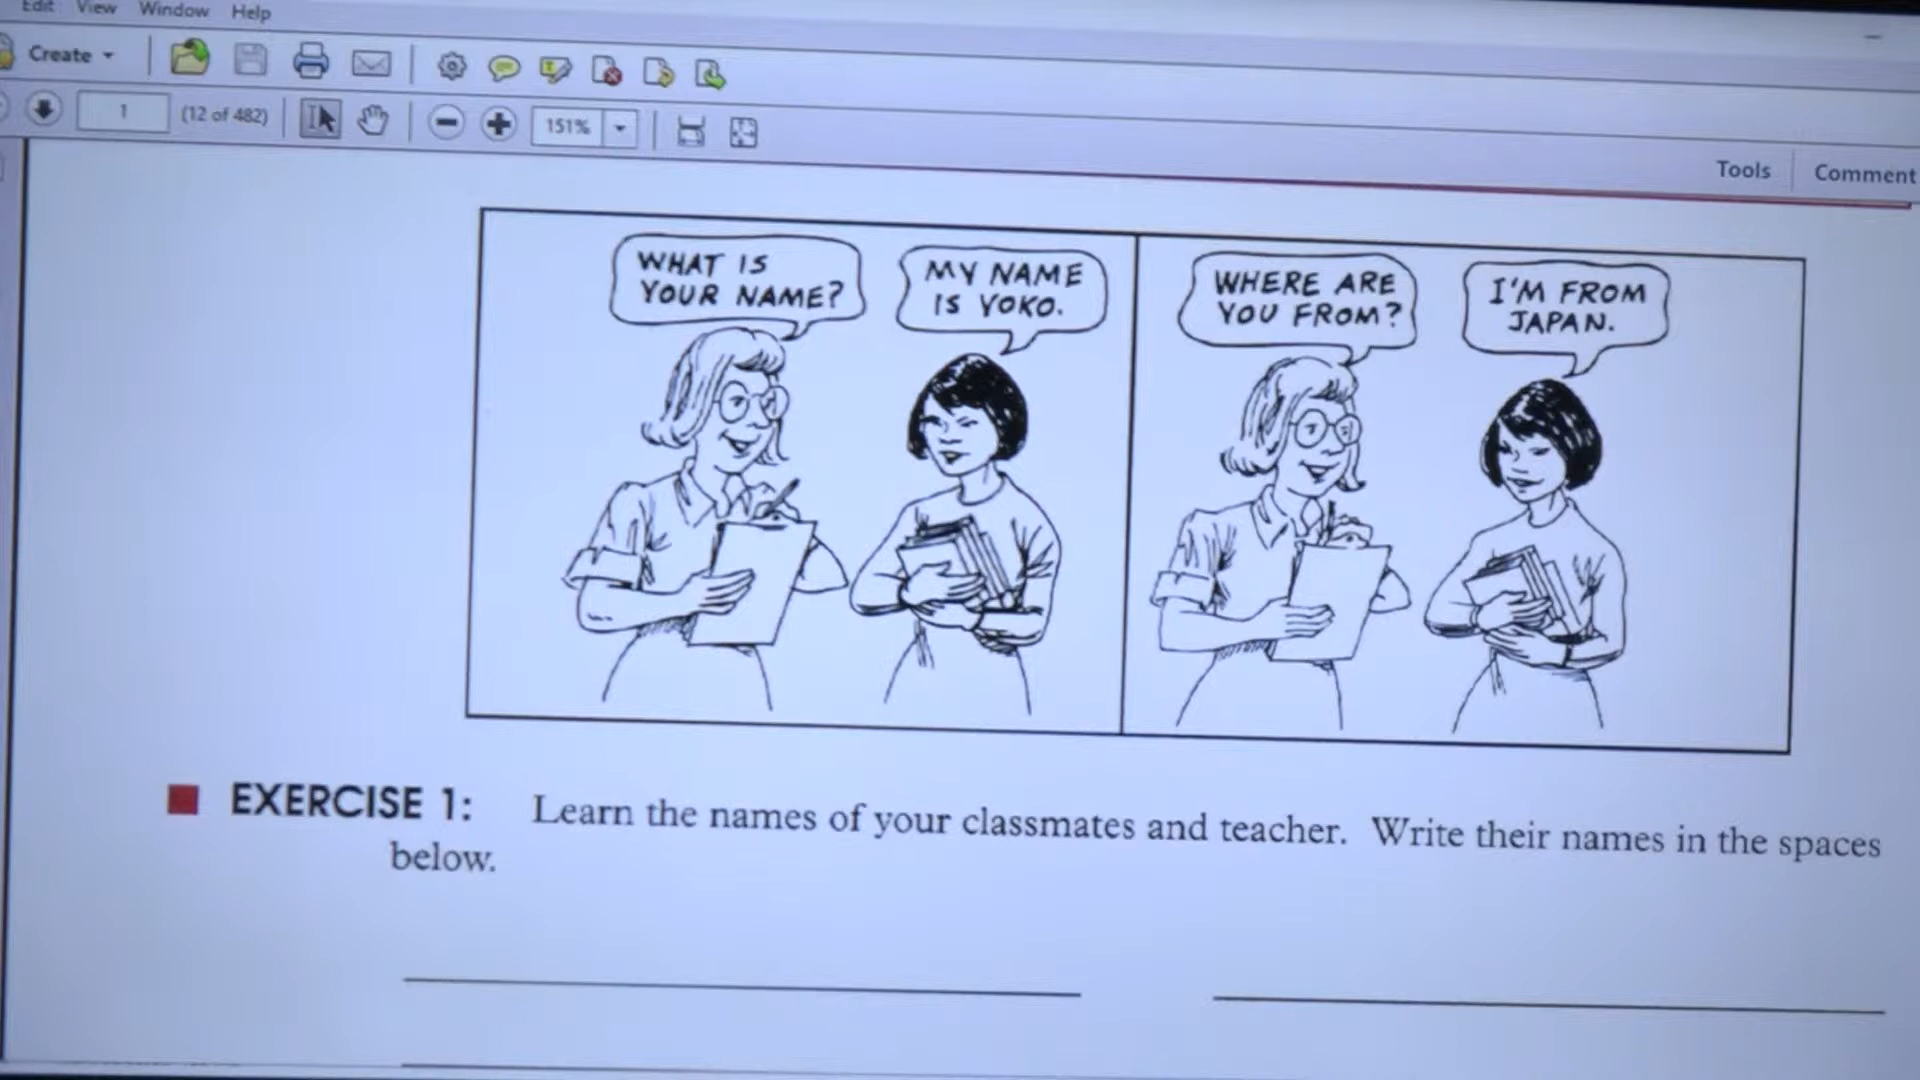 Edit View Window Help
Create
1 (12 of 482) 151%
Tools Comment
WHAT IS
YOUR NAME?
MY NAME
IS YOKO.
WHERE ARE
YOU FROM?
I'M FROM
JAPAN.
EXERCISE 1: Learn the names of your classmates and teacher. Write their names in the spaces
below.